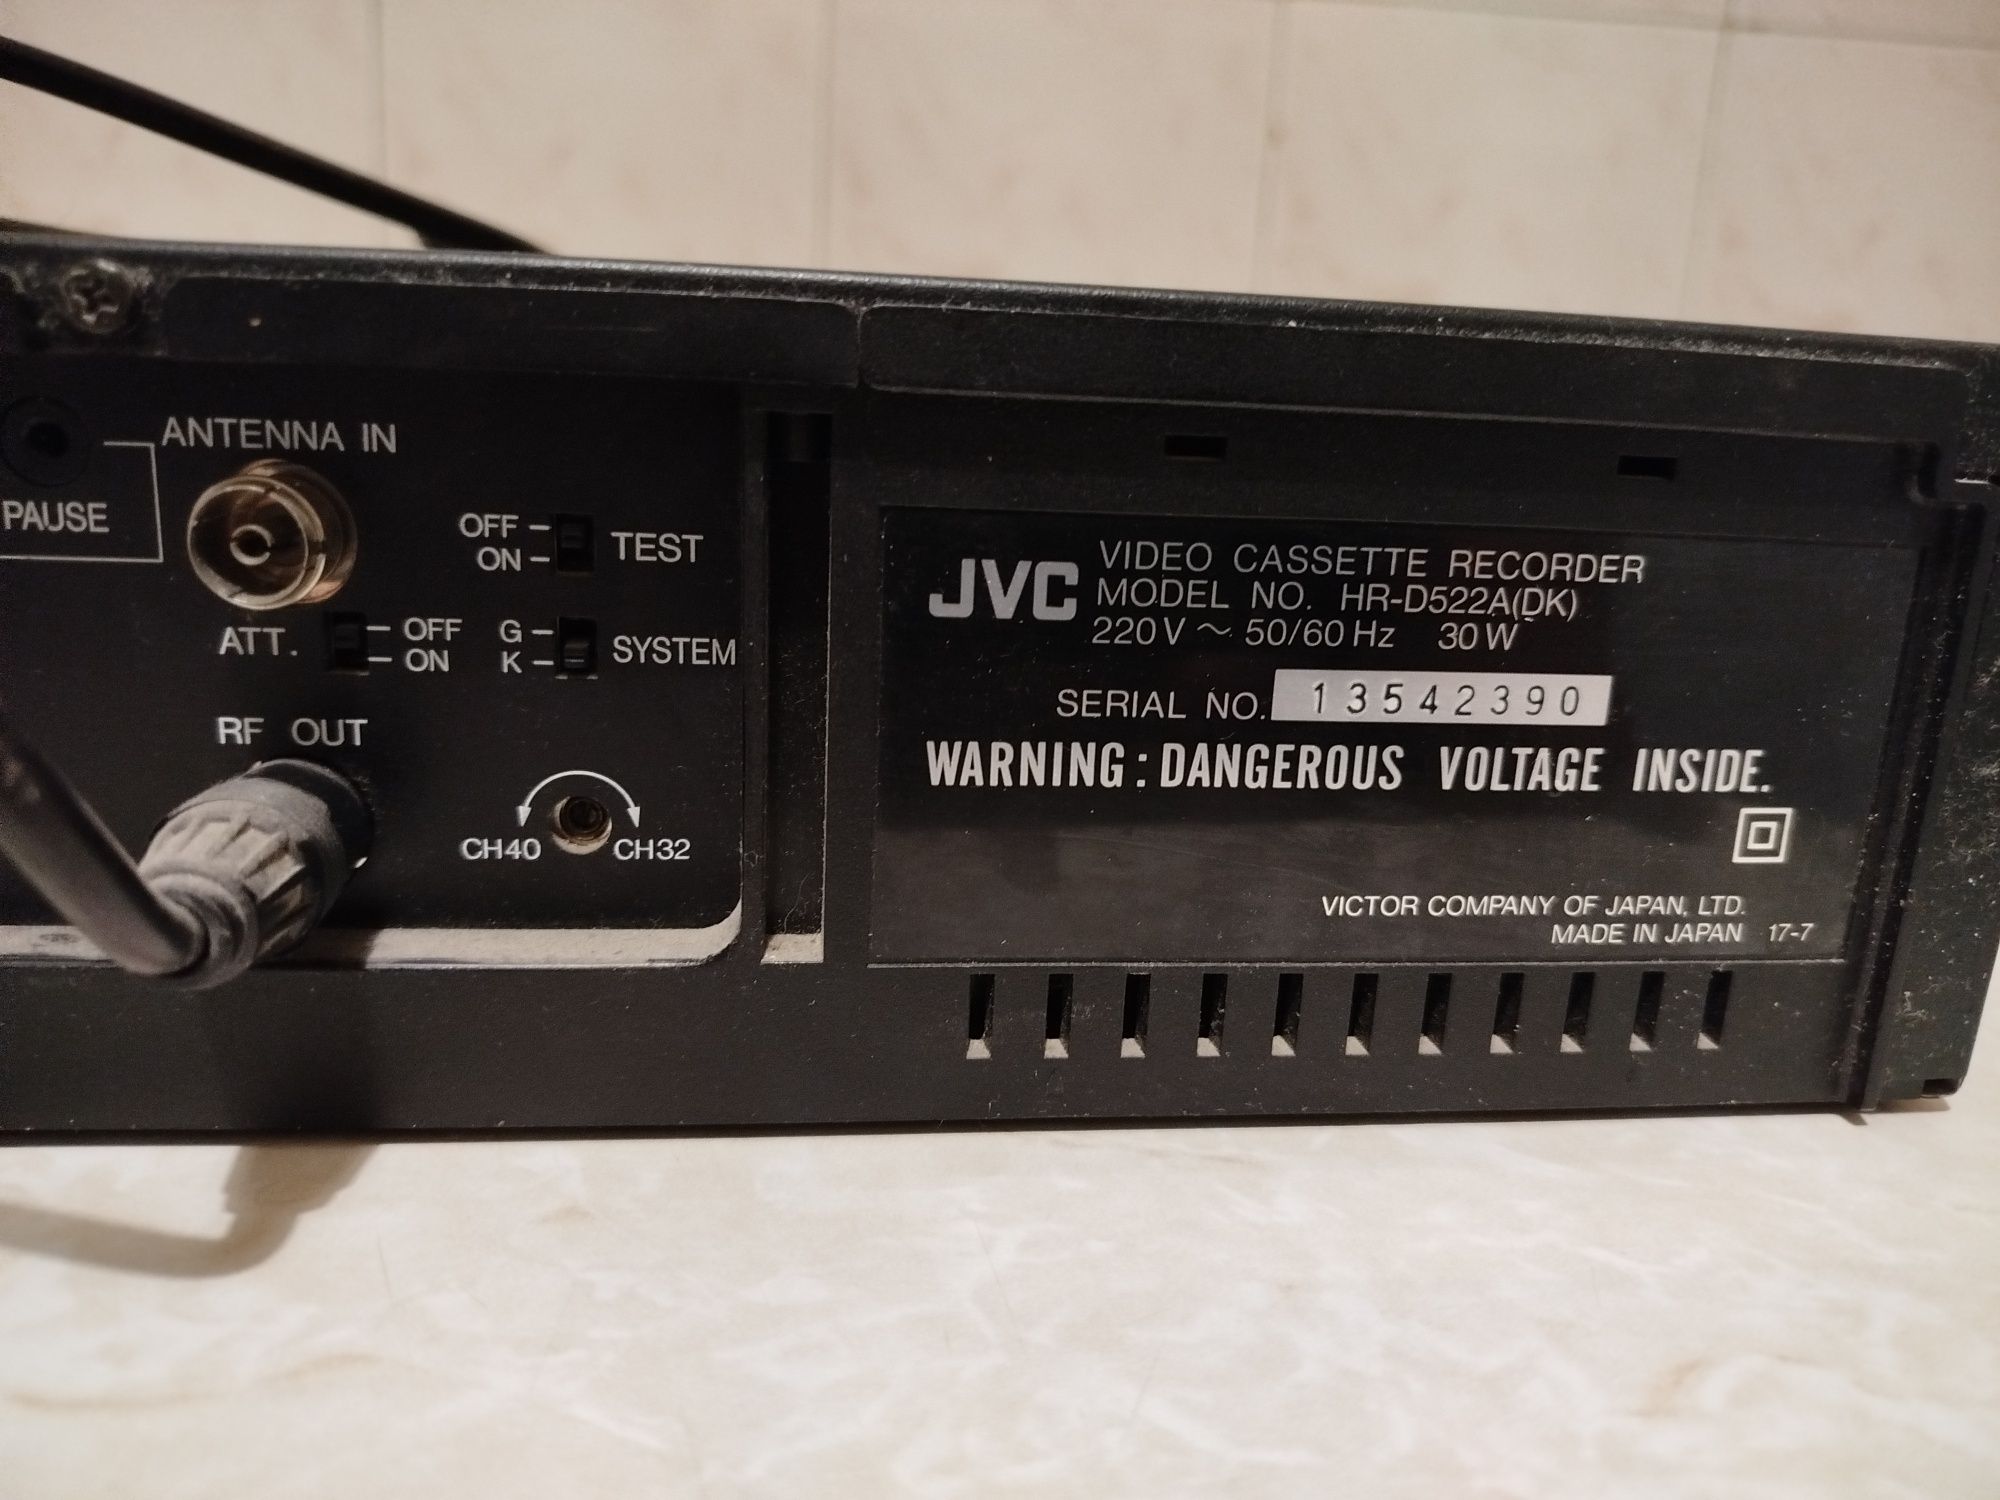 ANTENNA IN
PAUSE
OFF
ON
TEST
ATT.
OFF
ON
G
K
SYSTEM
RF OUT
CH40
CH32
JVC
VIDEO CASSETTE RECORDER
MODEL NO. HR-D522A(DK)
220V ~ 50/60Hz 30W
SERIAL NO. 13542390
WARNING: DANGEROUS VOLTAGE INSIDE.
VICTOR COMPANY OF JAPAN, LTD.
MADE IN JAPAN 17-7